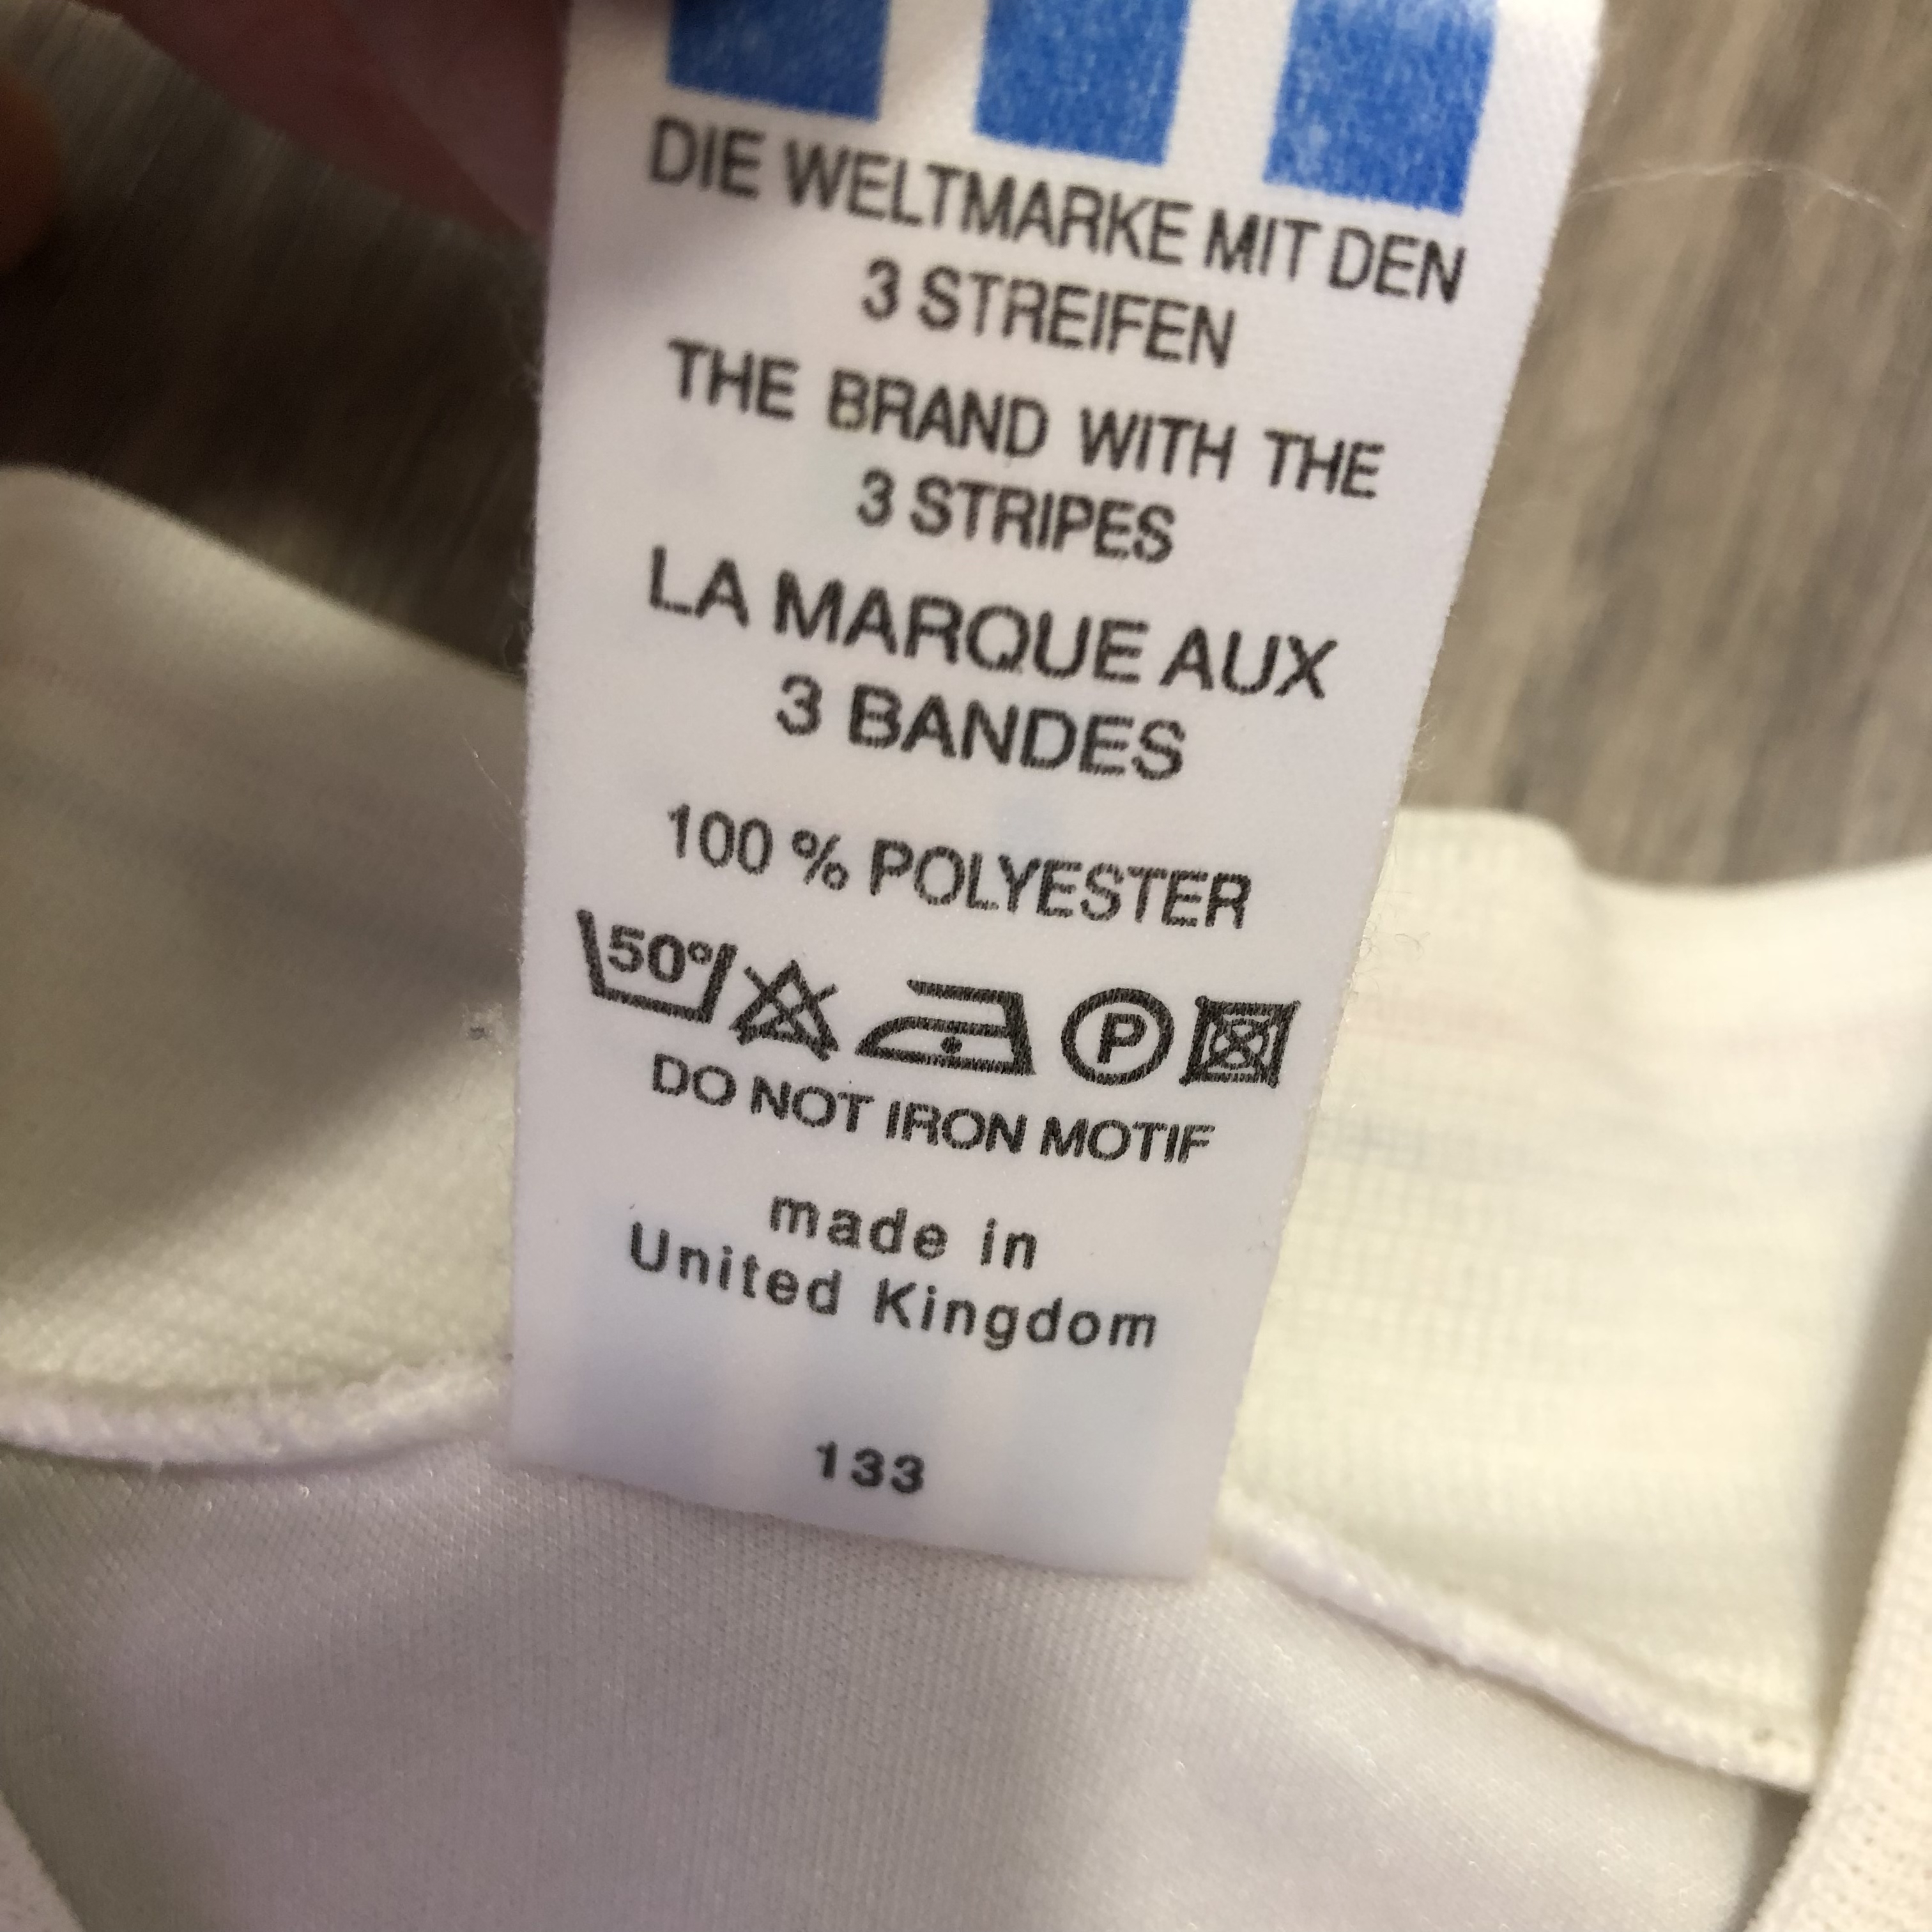 DIE WELTMARKE MIT DEN
3 STREIFEN
THE BRAND WITH THE
3 STRIPES
LA MARQUE AUX
3 BANDES
100 % POLYESTER
50°
P
DO NOT IRON MOTIF
made in
United Kingdom
133